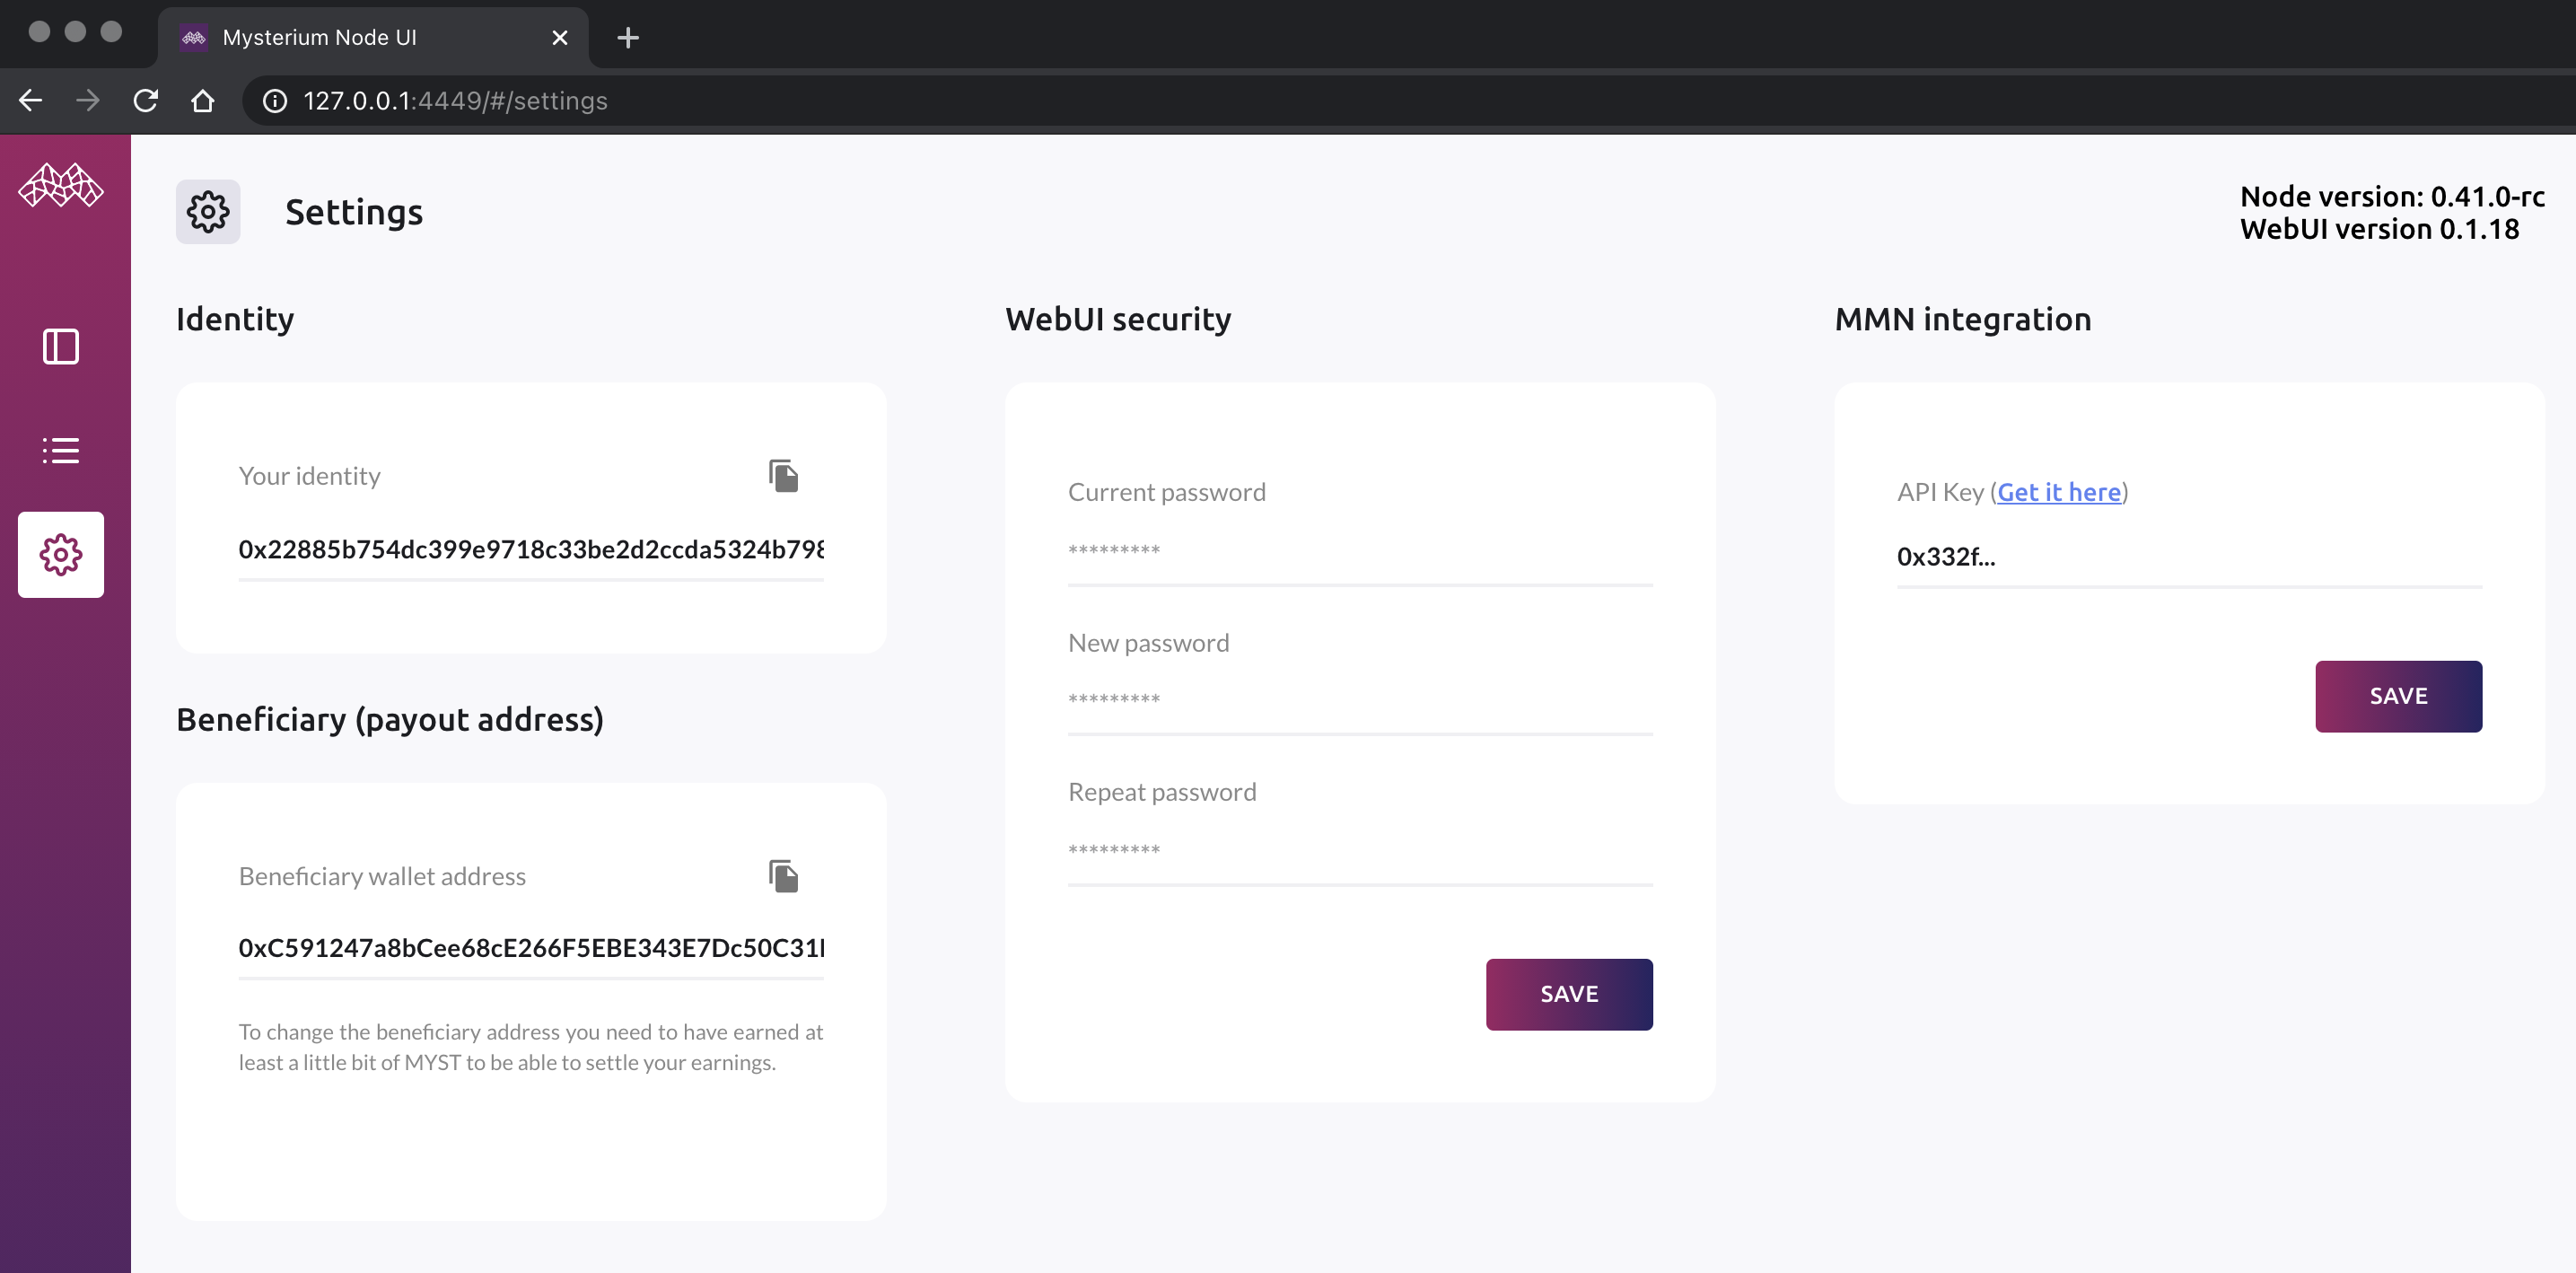 Mysterium Node UI
127.0.0.1:4449/#/settings
Settings
Node version: 0.41.0-rc
WebUI version 0.1.18
Identity
Your identity
0x22885b754dc399e9718c33be2d2ccda5324b798
Beneficiary (payout address)
Beneficiary wallet address
0xC591247a8bCee68cE266F5EBE343E7Dc50C31
To change the beneficiary address you need to have earned at
least a little bit of MYST to be able to settle your earnings.
WebUI security
Current password
*********
New password
*********
Repeat password
*********
SAVE
MMN integration
API Key (Get it here)
0x332f...
SAVE